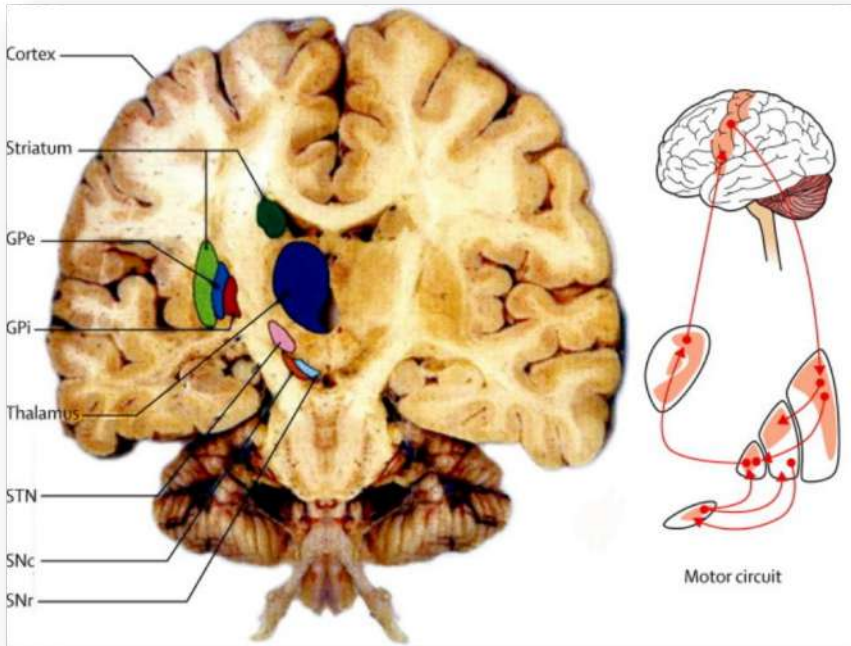 Cortex
Striatum
GPe
GPi
Thalamus
STN
SNc
SNr
Motor circuit